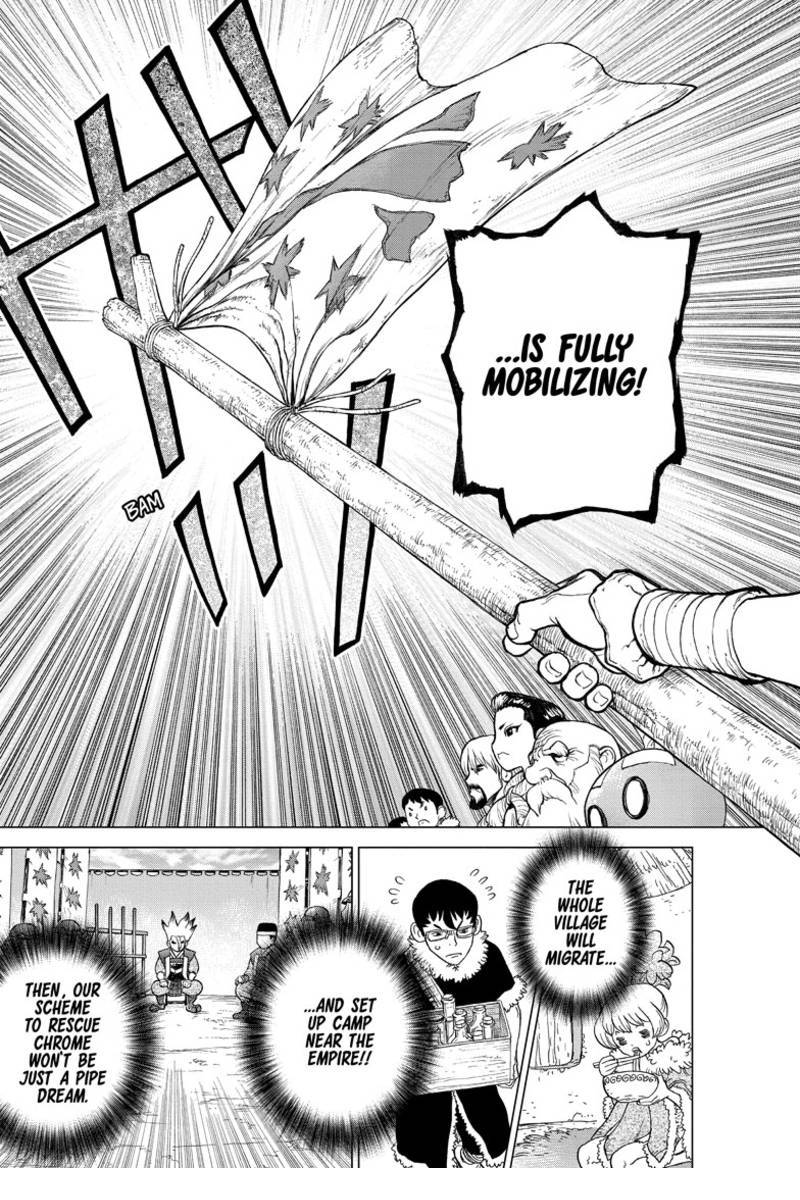 ...IS FULLY
MOBILIZING!
BAM
THE
WHOLE
VILLAGE
WILL
MIGRATE...
...AND SET
UP CAMP
NEAR THE
EMPIRE!!
THEN, OUR
SCHEME
TO RESCUE
CHROME
WON'T BE
JUST A PIPE
DREAM.